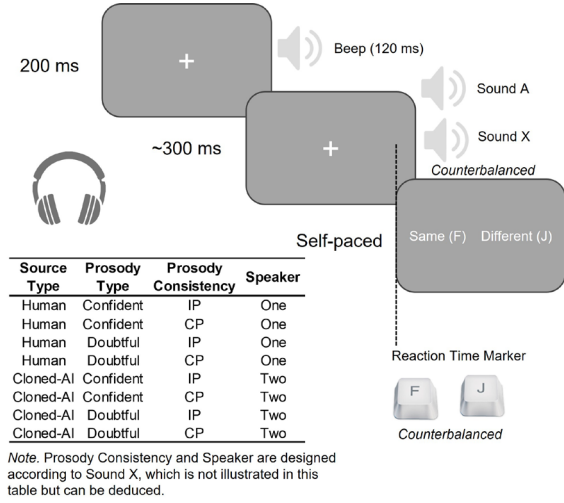 200 ms
Beep (120 ms)
Sound A
~300 ms
Sound X
Counterbalanced
Self-paced
Same (F) Different (J)
Source Type Prosody Type Prosody Consistency Speaker
Human Confident IP One
Human Confident CP One
Human Doubtful IP One
Human Doubtful CP One
Cloned-AI Confident IP Two
Cloned-AI Confident CP Two
Cloned-AI Doubtful IP Two
Cloned-AI Doubtful CP Two
Reaction Time Marker
F J
Counterbalanced
Note. Prosody Consistency and Speaker are designed
according to Sound X, which is not illustrated in this
table but can be deduced.